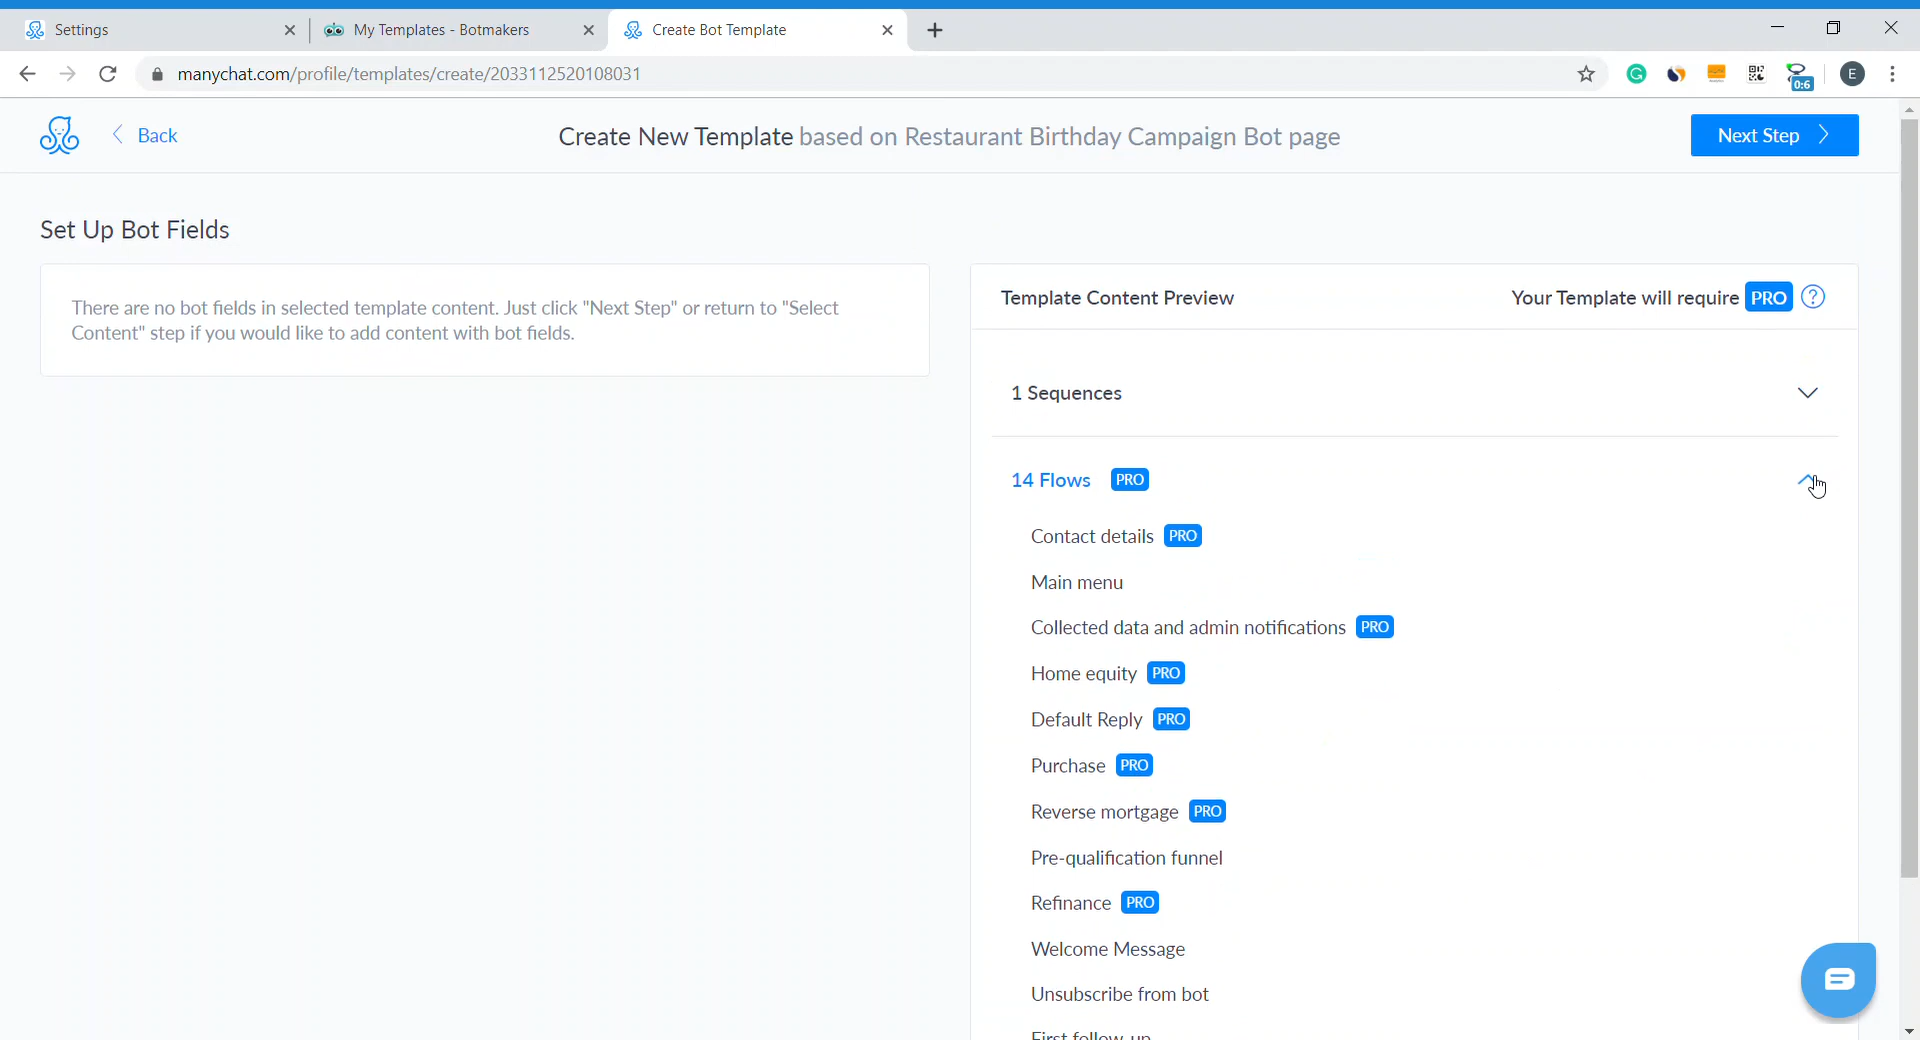 Settings
My Templates - Botmakers
Create Bot Template
manychat.com/profile/templates/create/2033112520108031
0:6
E
Back
Create New Template based on Restaurant Birthday Campaign Bot page
Next Step
Set Up Bot Fields
There are no bot fields in selected template content. Just click "Next Step" or return to "Select
Content" step if you would like to add content with bot fields.
Template Content Preview
Your Template will require PRO ?
1 Sequences
14 Flows PRO
Contact details PRO
Main menu
Collected data and admin notifications PRO
Home equity PRO
Default Reply PRO
Purchase PRO
Reverse mortgage PRO
Pre-qualification funnel
Refinance PRO
Welcome Message
Unsubscribe from bot
First follow-up